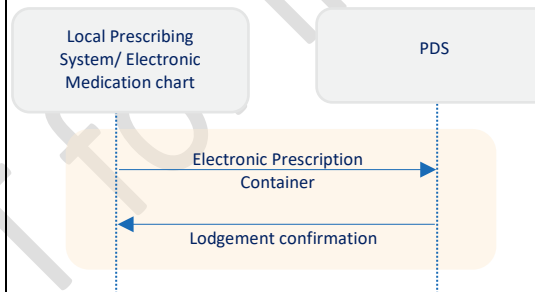 Local Prescribing
System/ Electronic
Medication chart
PDS
Electronic Prescription
Container
Lodgement confirmation